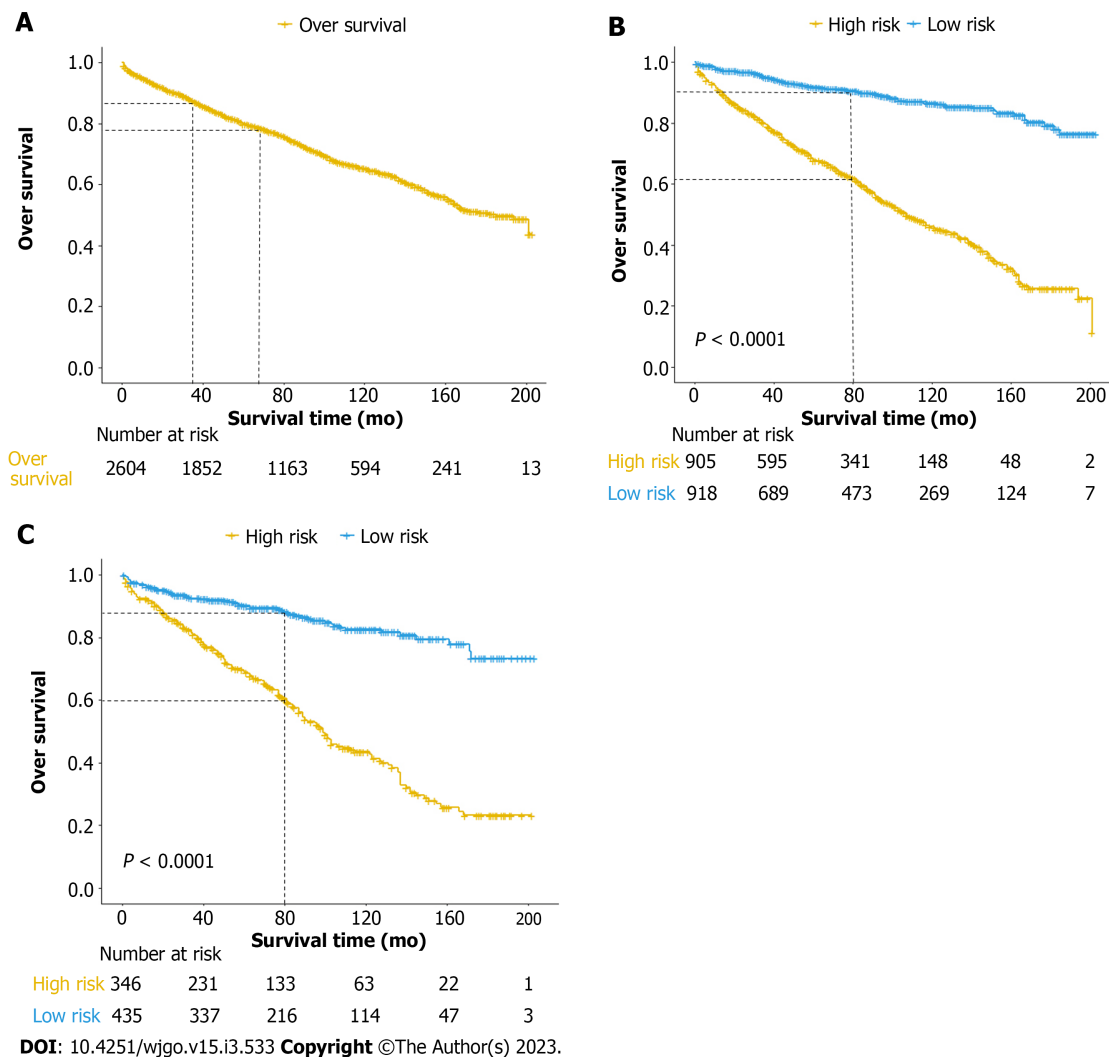 A
Over survival
1.0
0.8
0.6
0.4
0.2
0.0
Over survival
0 40 80 120 160 200
Survival time (mo)
Number at risk
Over survival 2604 1852 1163 594 241 13
B
High risk Low risk
1.0
0.8
0.6
0.4
0.2
0.0
Over survival
P < 0.0001
0 40 80 120 160 200
Survival time (mo)
Number at risk
High risk 905 595 341 148 48 2
Low risk 918 689 473 269 124 7
C
High risk Low risk
1.0
0.8
0.6
0.4
0.2
0.0
Over survival
P < 0.0001
0 40 80 120 160 200
Survival time (mo)
Number at risk
High risk 346 231 133 63 22 1
Low risk 435 337 216 114 47 3
DOI: 10.4251/wjgo.v15.i3.533 Copyright ©The Author(s) 2023.